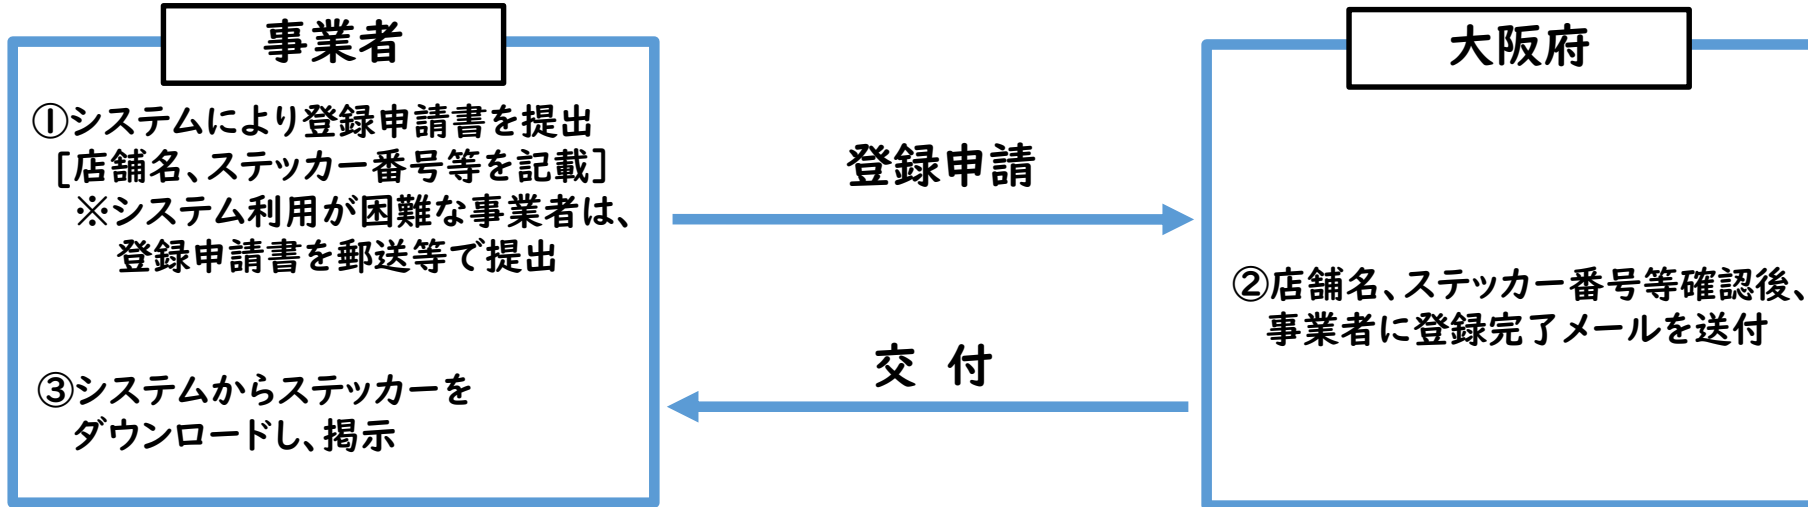 事業者
①システムにより登録申請書を提出
[店舗名、ステッカー番号等を記載]
※システム利用が困難な事業者は、
登録申請書を郵送等で提出
③システムからステッカーを
ダウンロードし、掲示
登録申請
交 付
大阪府
②店舗名、ステッカー番号等確認後、
事業者に登録完了メールを送付